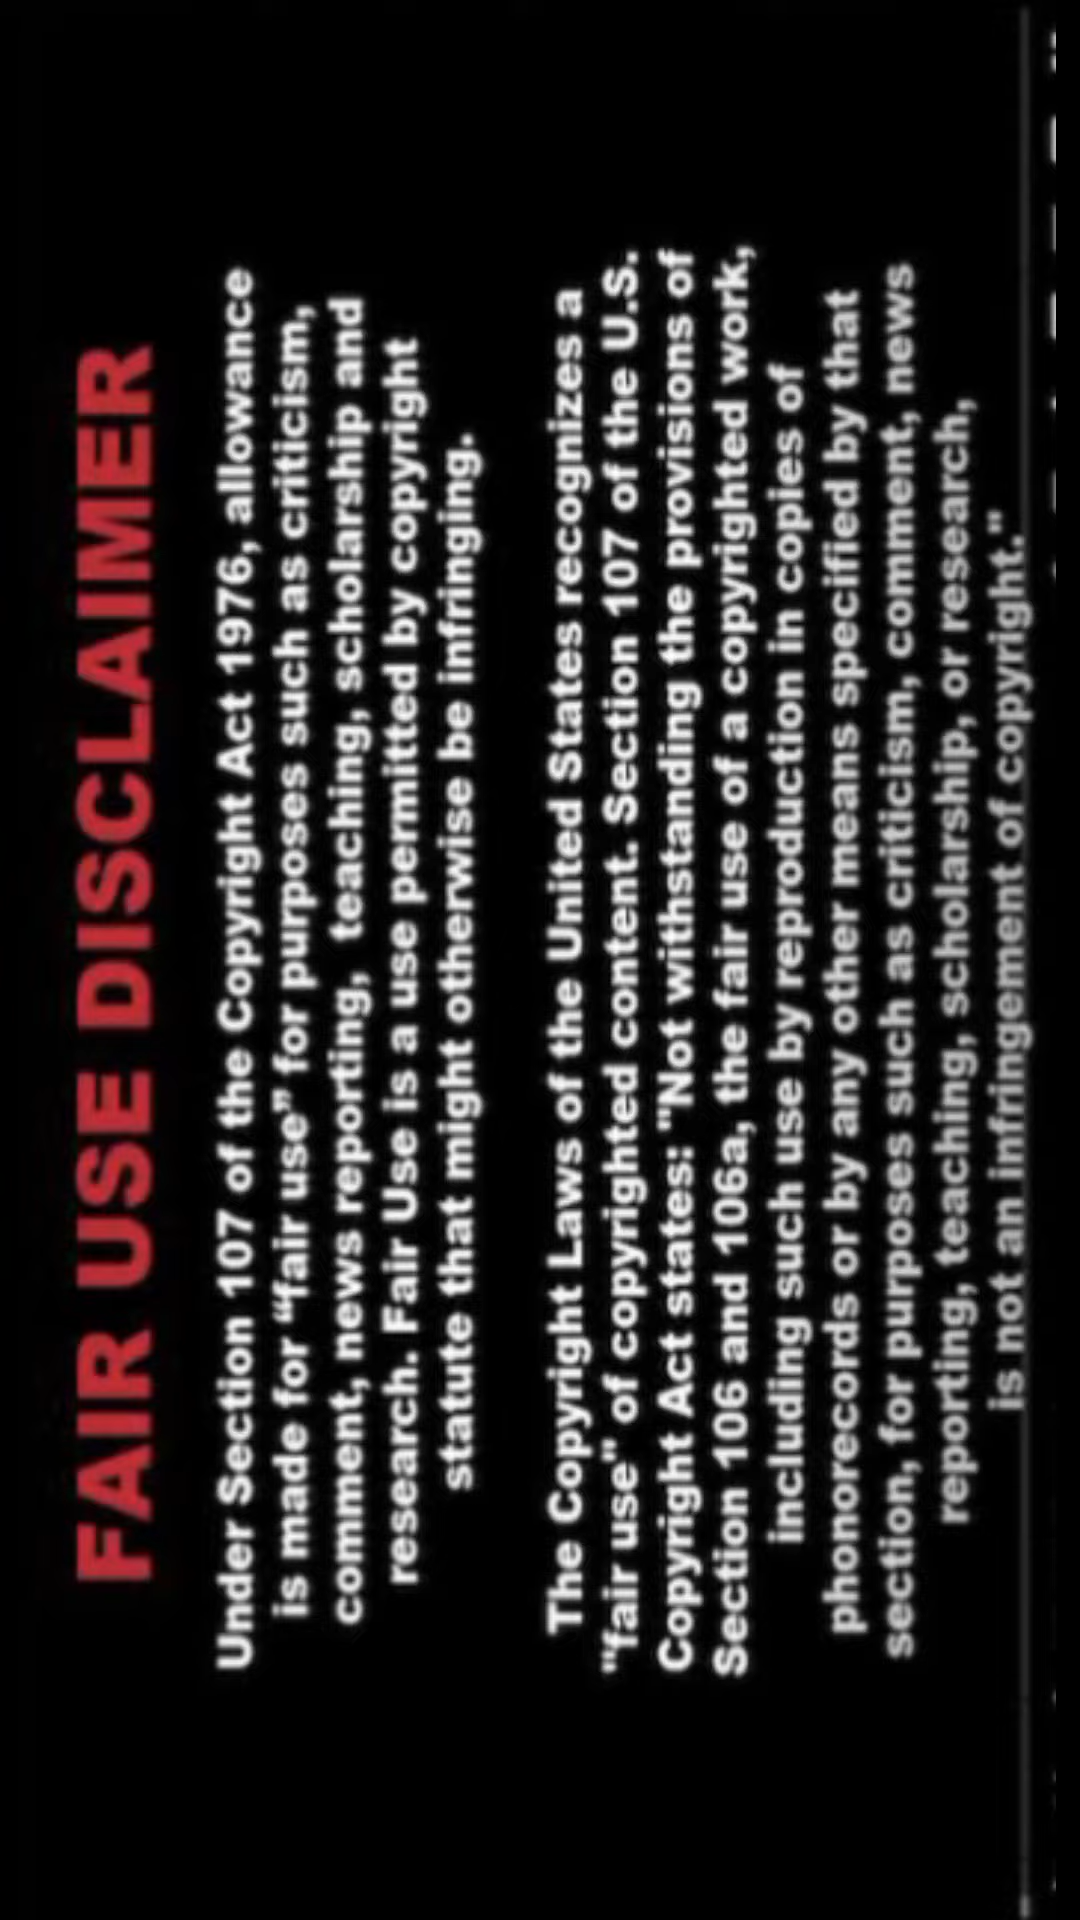 FAIR USE DISCLAIMER
Under Section 107 of the Copyright Act 1976, allowance
is made for “fair use” for purposes such as criticism,
comment, news reporting, teaching, scholarship and
research. Fair Use is a use permitted by copyright
statute that might otherwise be infringing.
The Copyright Laws of the United States recognizes a
"fair use" of copyrighted content. Section 107 of the U.S.
Copyright Act states: "Not withstanding the provisions of
Section 106 and 106a, the fair use of a copyrighted work,
including such use by reproduction in copies of
phonorecords or by any other means specified by that
section, for purposes such as criticism, comment, news
reporting, teaching, scholarship, or research,
is not an infringement of copyright."